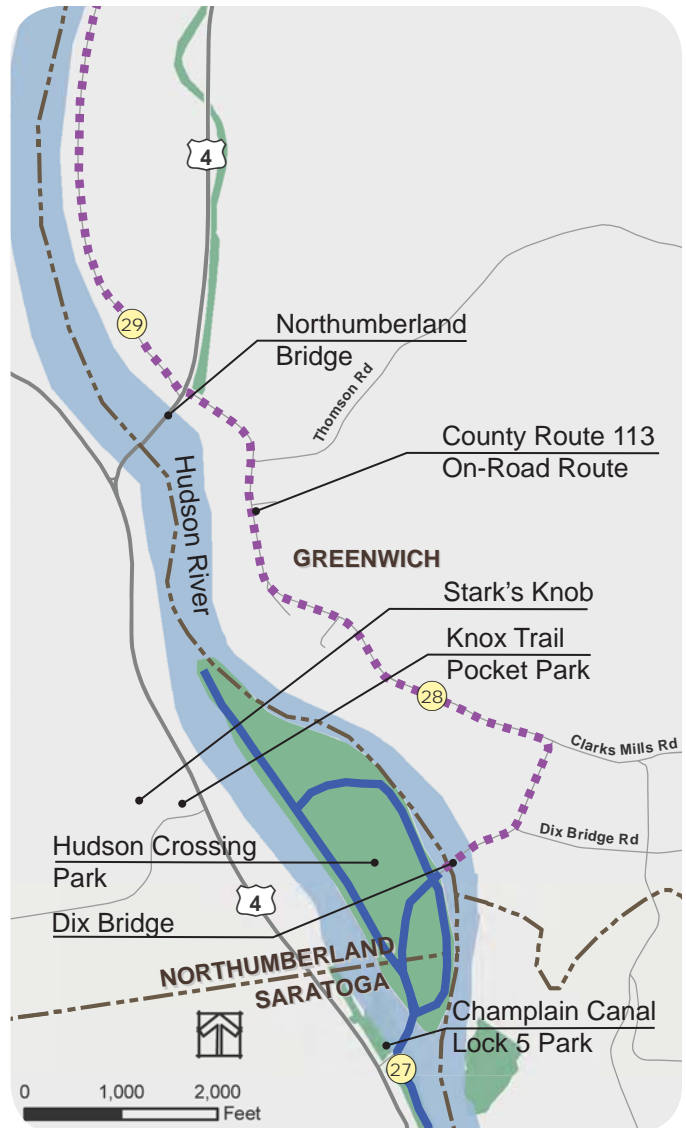 4
29
Northumberland
Bridge
Thomson Rd
County Route 113
On-Road Route
Hudson River
GREENWICH
Stark's Knob
Knox Trail
Pocket Park
28
Clarks Mills Rd
Dix Bridge Rd
Hudson Crossing
Park
4
Dix Bridge
NORTHUMBERLAND
SARATOGA
Champlain Canal
Lock 5 Park
27
0 1,000 2,000
Feet